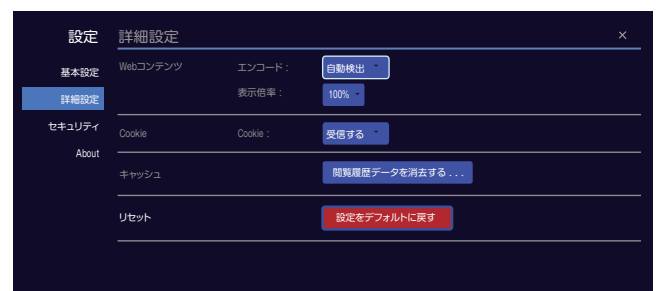 設定
基本設定
詳細設定
セキュリティ
About
詳細設定 ×
Webコンテンツ エンコード : 自動検出
表示倍率 : 100%
Cookie Cookie : 受信する
キャッシュ 閲覧履歴データを消去する . . .
リセット 設定をデフォルトに戻す